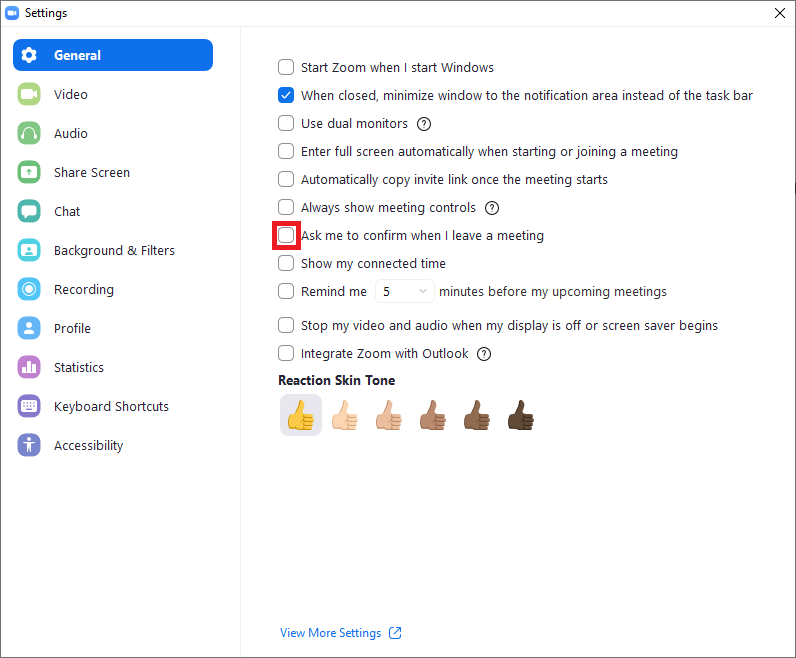 Settings
General
Video
Audio
Share Screen
Chat
Background & Filters
Recording
Profile
Statistics
Keyboard Shortcuts
Accessibility
Start Zoom when I start Windows
When closed, minimize window to the notification area instead of the task bar
Use dual monitors ?
Enter full screen automatically when starting or joining a meeting
Automatically copy invite link once the meeting starts
Always show meeting controls ?
Ask me to confirm when I leave a meeting
Show my connected time
Remind me 5 minutes before my upcoming meetings
Stop my video and audio when my display is off or screen saver begins
Integrate Zoom with Outlook ?
Reaction Skin Tone
View More Settings